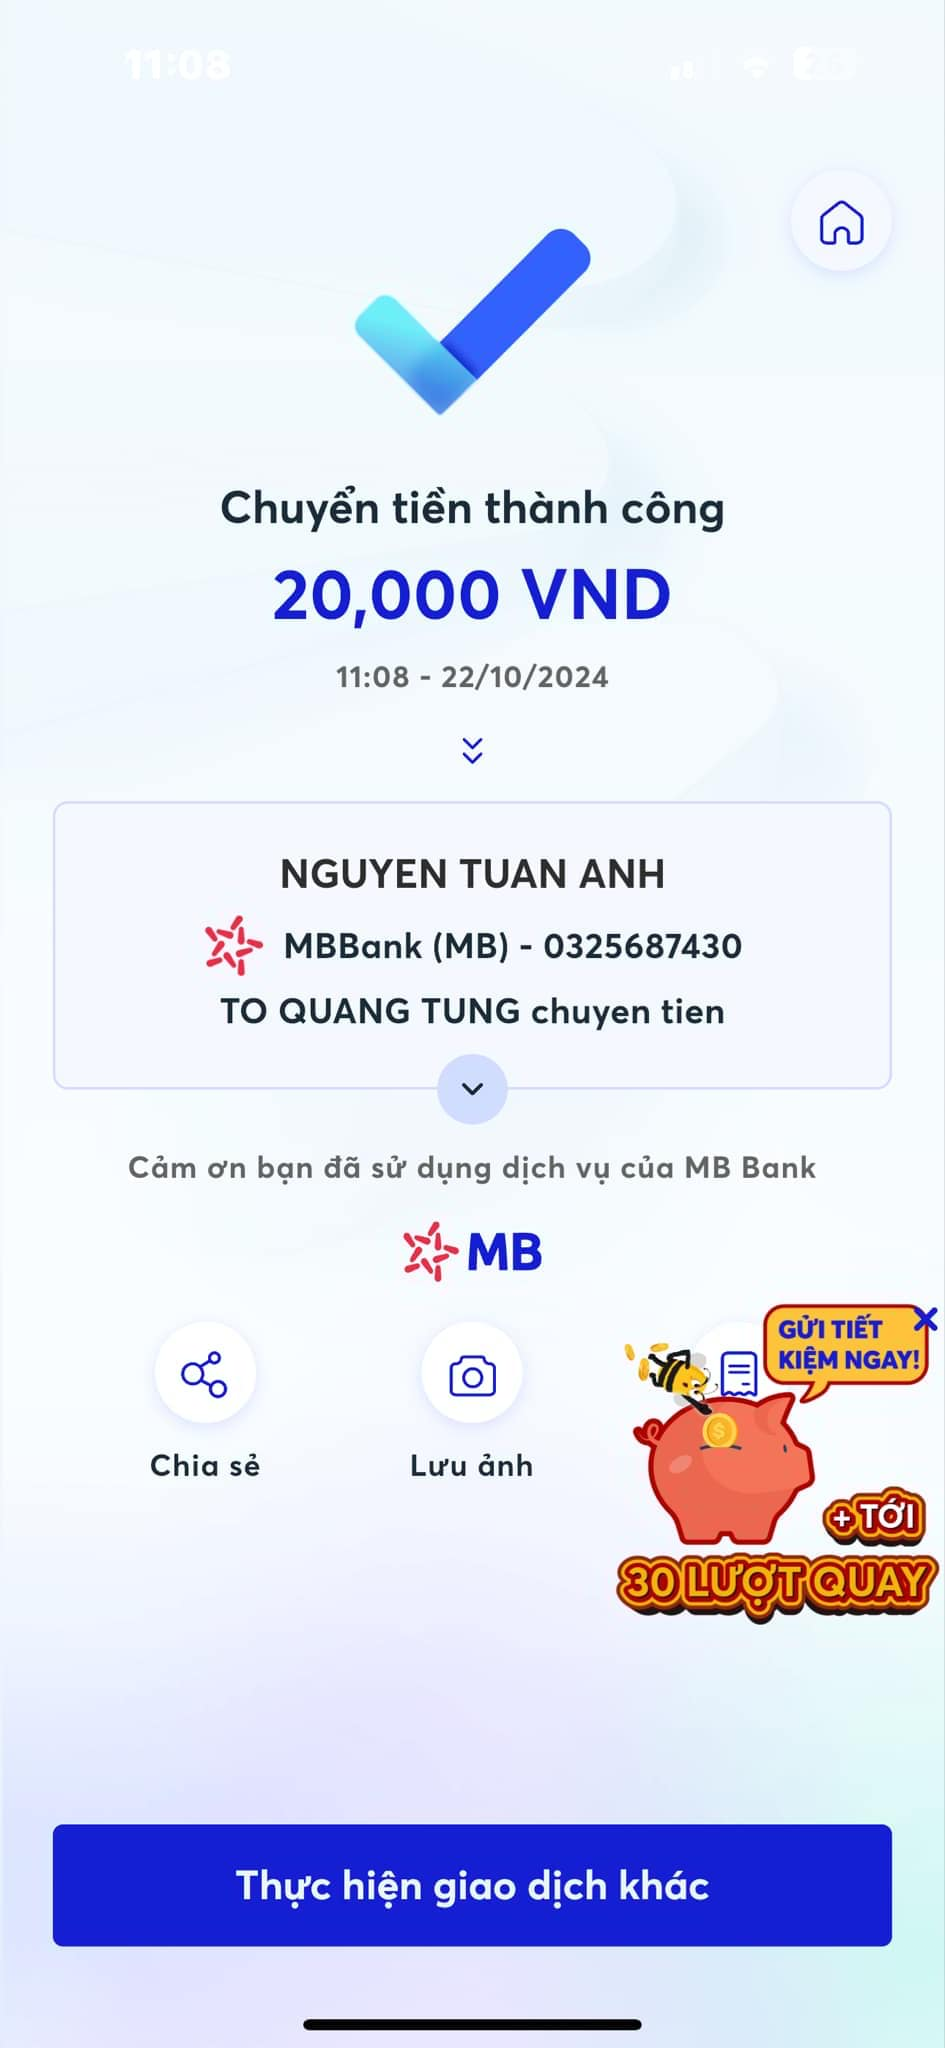 11:08
Chuyển tiền thành công
20,000 VND
11:08 - 22/10/2024
NGUYEN TUAN ANH
MBBank (MB) - 0325687430
TO QUANG TUNG chuyen tien
Cảm ơn bạn đã sử dụng dịch vụ của MB Bank
MB
GỬI TIẾT
KIỆM NGAY!
Chia sẻ
Lưu ảnh
+ TỚI
30 LƯỢT QUAY
Thực hiện giao dịch khác